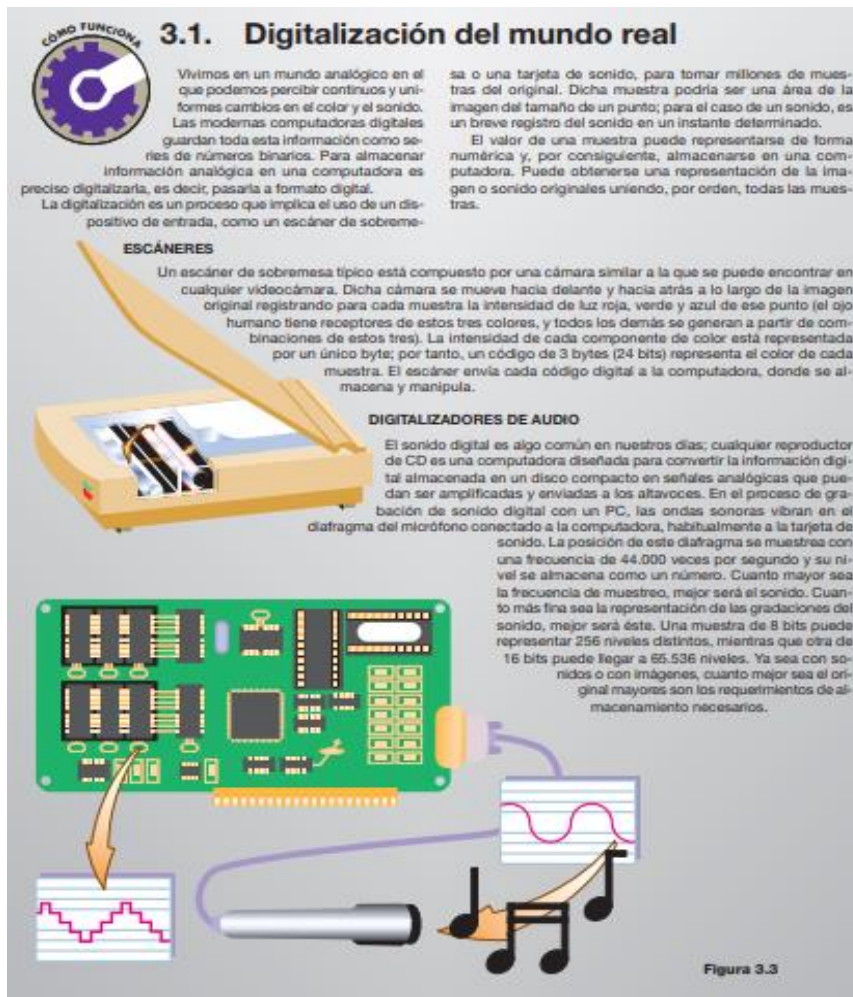 CÓMO FUNCIONA
3.1. Digitalización del mundo real
Vivimos en un mundo analógico en el
que podemos percibir continuos y uni-
formes cambios en el color y el sonido.
Las modernas computadoras digitales
guardan toda esta información como se-
ries de números binarios. Para almacenar
información analógica en una computadora es
preciso digitalizarla, es decir, pasarla a formato digital.
La digitalización es un proceso que implica el uso de un dis-
positivo de entrada, como un escáner de sobreme-
sa o una tarjeta de sonido, para tomar millones de mues-
tras del original. Dicha muestra podría ser una área de la
imagen del tamaño de un punto; para el caso de un sonido, es
un breve registro del sonido en un instante determinado.
El valor de una muestra puede representarse de forma
numérica y, por consiguiente, almacenarse en una com-
putadora. Puede obtenerse una representación de la ima-
gen o sonido originales uniendo, por orden, todas las mues-
tras.
ESCÁNERES
Un escáner de sobremesa típico está compuesto por una cámara similar a la que se puede encontrar en
cualquier videocámara. Dicha cámara se mueve hacia delante y hacia atrás a lo largo de la imagen
original registrando para cada muestra la intensidad de luz roja, verde y azul de ese punto (el ojo
humano tiene receptores de estos tres colores, y todos los demás se generan a partir de com-
binaciones de estos tres). La intensidad de cada componente de color está representada
por un único byte; por tanto, un código de 3 bytes (24 bits) representa el color de cada
muestra. El escáner envía cada código digital a la computadora, donde se al-
macena y manipula.
DIGITALIZADORES DE AUDIO
El sonido digital es algo común en nuestros días; cualquier reproductor
de CD es una computadora diseñada para convertir la información digi-
tal almacenada en un disco compacto en señales analógicas que pue-
dan ser amplificadas y enviadas a los altavoces. En el proceso de gra-
bación de sonido digital con un PC, las ondas sonoras vibran en el
diafragma del micrófono conectado a la computadora, habitualmente a la tarjeta de
sonido. La posición de este diafragma se muestrea con
una frecuencia de 44.000 veces por segundo y su ni-
vel se almacena como un número. Cuanto mayor sea
la frecuencia de muestreo, mejor será el sonido. Cuan-
to más fina sea la representación de las gradaciones del
sonido, mejor será éste. Una muestra de 8 bits puede
representar 256 niveles distintos, mientras que otra de
16 bits puede llegar a 65.536 niveles. Ya sea con so-
nidos o con imágenes, cuanto mejor sea el ori-
ginal mayores son los requerimientos de al-
macenamiento necesarios.
Figura 3.3